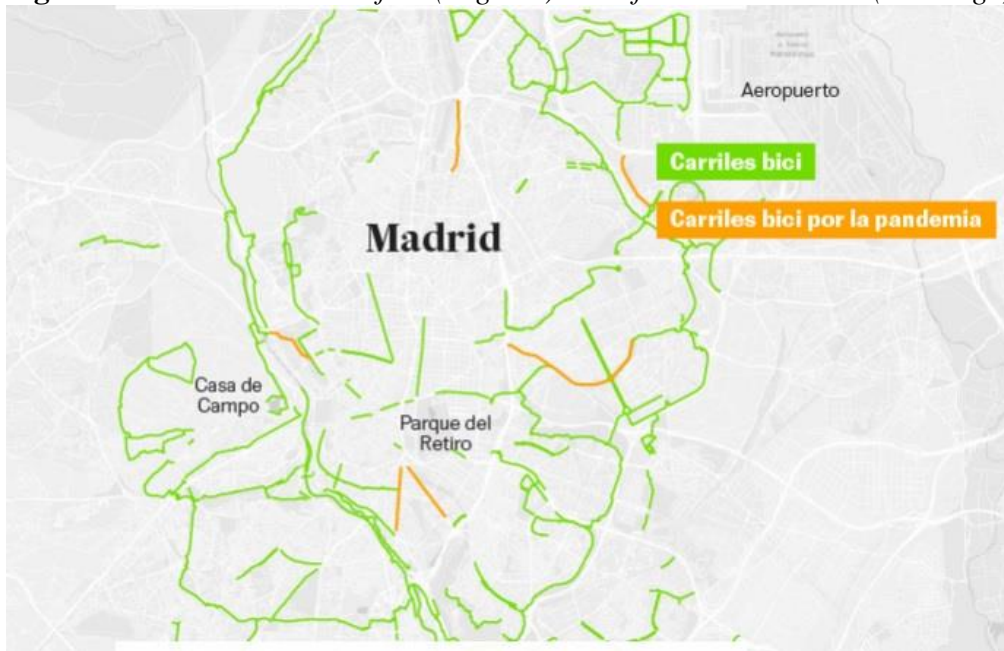 Aeropuerto
Carriles bici
Carriles bici por la pandemia
Madrid
Casa de
Campo
Parque del
Retiro